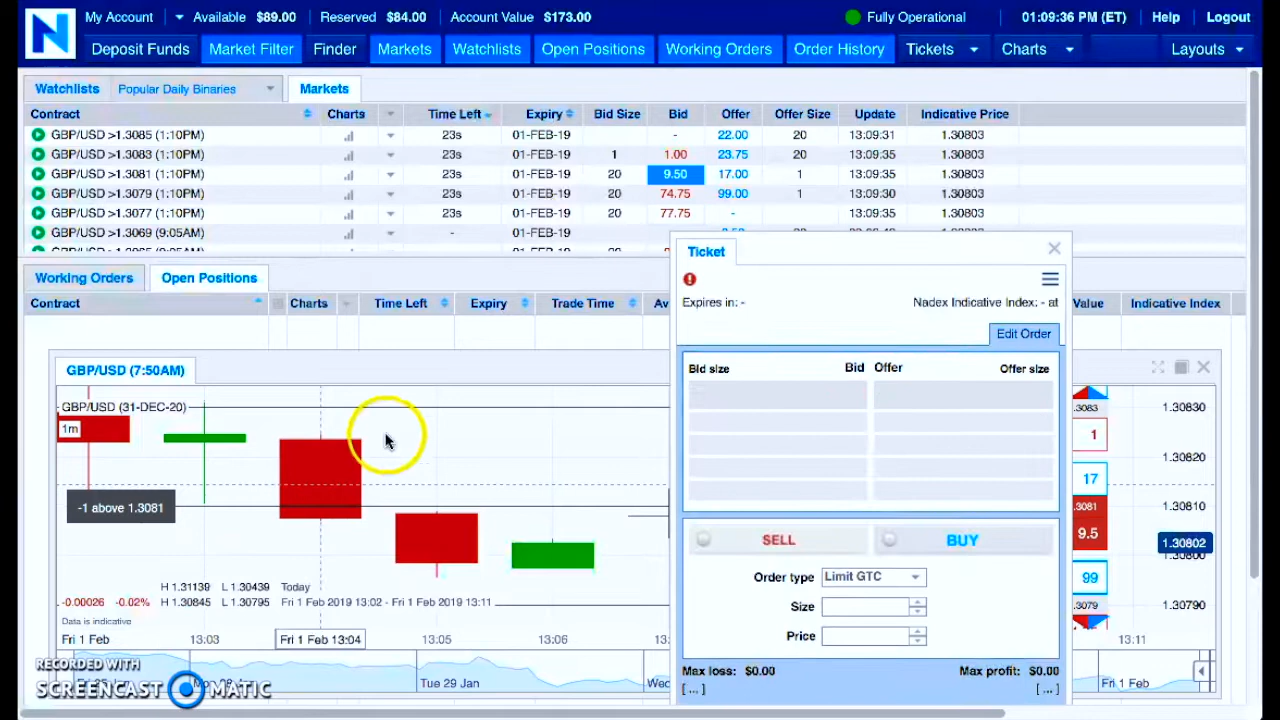 N My Account Available $89.00 Reserved $84.00 Account Value $173.00 Fully Operational 01:09:36 PM (ET) Help Logout
Deposit Funds Market Filter Finder Markets Watchlists Open Positions Working Orders Order History Tickets Charts Layouts
Watchlists Popular Daily Binaries Markets
Contract Charts Time Left Expiry Bid Size Bid Offer Offer Size Update Indicative Price
GBP/USD >1.3085 (1:10PM) 23s 01-FEB-19 - 22.00 20 13:09:31 1.30803
GBP/USD >1.3083 (1:10PM) 23s 01-FEB-19 1 1.00 23.75 20 13:09:35 1.30803
GBP/USD >1.3081 (1:10PM) 23s 01-FEB-19 20 9.50 17.00 1 13:09:35 1.30803
GBP/USD >1.3079 (1:10PM) 23s 01-FEB-19 20 74.75 99.00 1 13:09:30 1.30803
GBP/USD >1.3077 (1:10PM) 23s 01-FEB-19 20 77.75 - 13:09:35 1.30803
GBP/USD >1.3069 (9:05AM) - 01-FEB-19
Working Orders Open Positions
Contract Charts Time Left Expiry Trade Time Av Value Indicative Index
Ticket
Expires in: - Nadex Indicative Index: - at
Edit Order
Bid size Bid Offer Offer size
SELL BUY
Order type Limit GTC
Size
Price
Max loss: $0.00 Max profit: $0.00
[ ... ] [ ... ]
GBP/USD (7:50AM)
GBP/USD (31-DEC-20)
1m
-1 above 1.3081
H 1.31139 L 1.30439 Today
-0.00026 -0.02% H 1.30845 L 1.30795 Fri 1 Feb 2019 13:02 - Fri 1 Feb 2019 13:11
Data is indicative
Fri 1 Feb 13:03 Fri 1 Feb 13:04 13:05 13:06 13:11
.3083 1.30830
1
1.30820
17
.3081 1.30810
9.5
1.30802
1.30800
99
.3079 1.30790
Tue 29 Jan Fri 1 Feb
RECORDED WITH
SCREENCAST MATIC